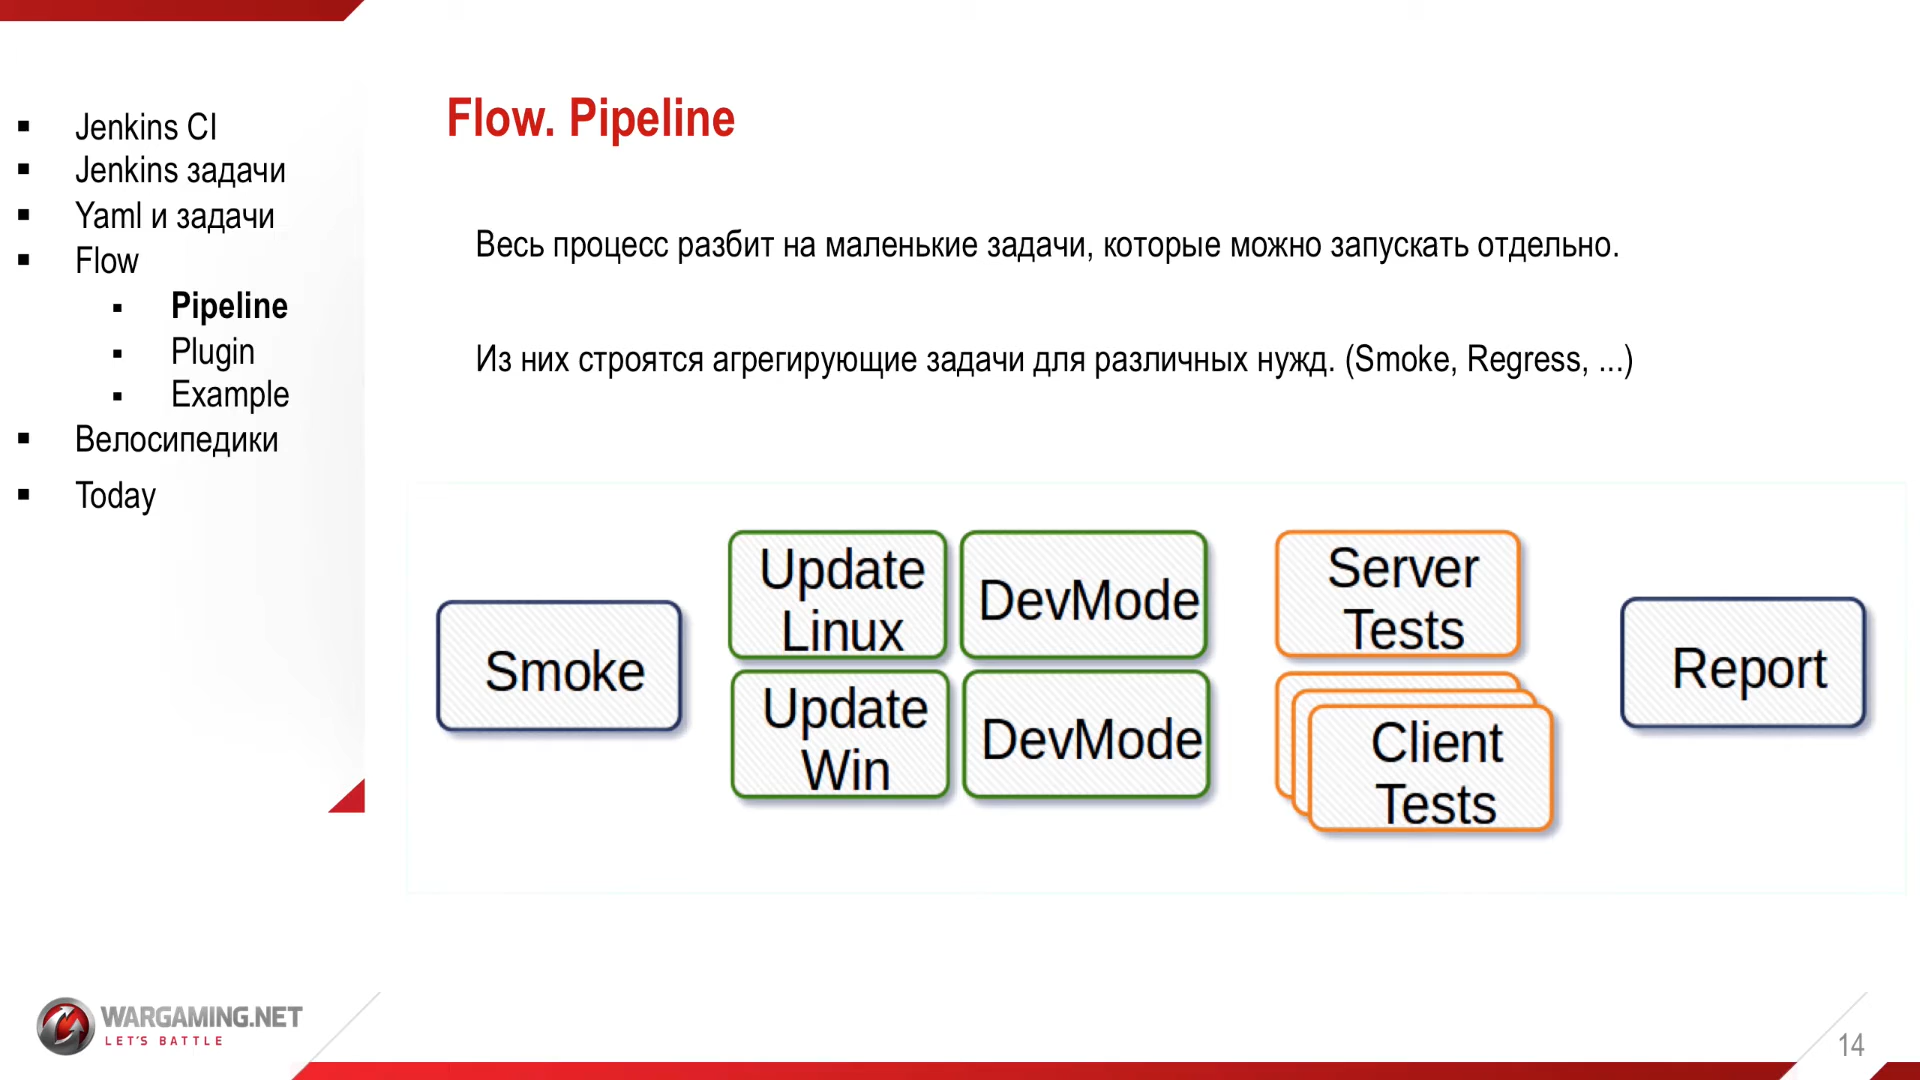 Jenkins CI
Jenkins задачи
Yaml и задачи
Flow
Pipeline
Plugin
Example
Велосипедики
Today
Flow. Pipeline
Весь процесс разбит на маленькие задачи, которые можно запускать отдельно.
Из них строятся агрегирующие задачи для различных нужд. (Smoke, Regress, ...)
Smoke
Update
Linux
DevMode
Update
Win
DevMode
Server
Tests
Client
Tests
Report
WARGAMING.NET
LET'S BATTLE
14